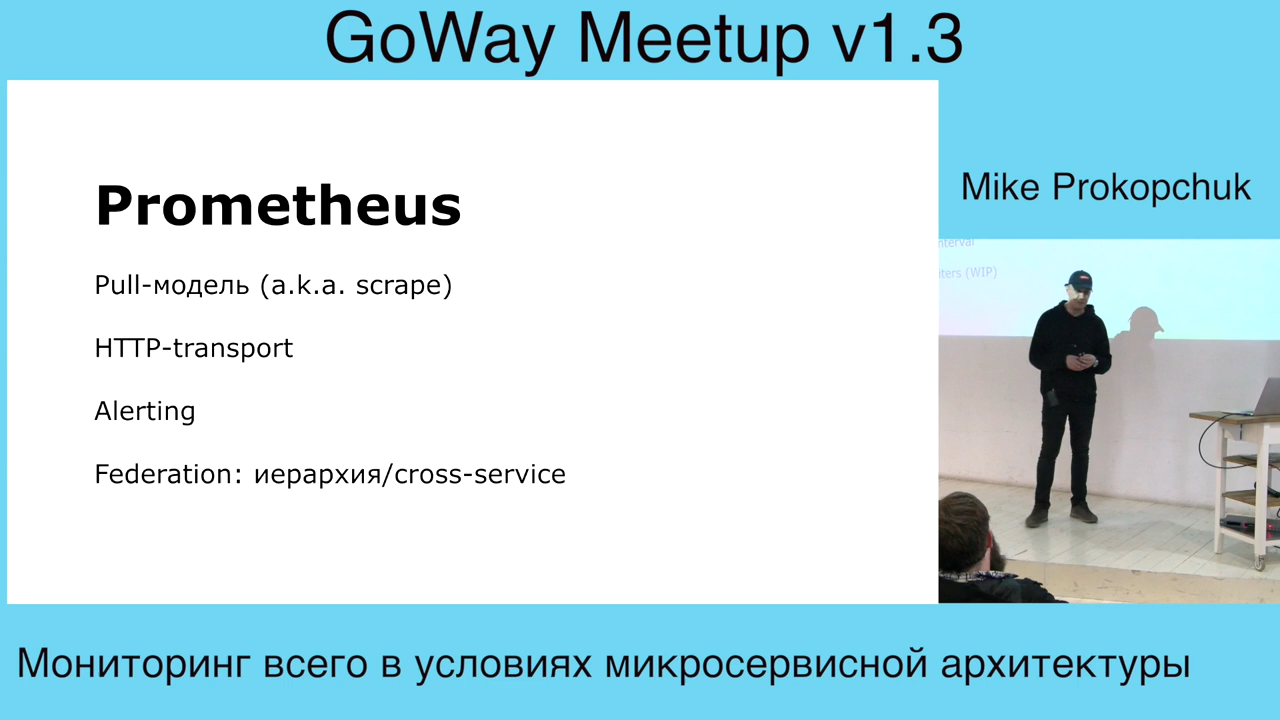 GoWay Meetup v1.3
Prometheus
Pull-модель (a.k.a. scrape)
HTTP-transport
Alerting
Federation: иерархия/cross-service
Mike Prokopchuk
(WIP)
Мониторинг всего в условиях микросервисной архитектуры